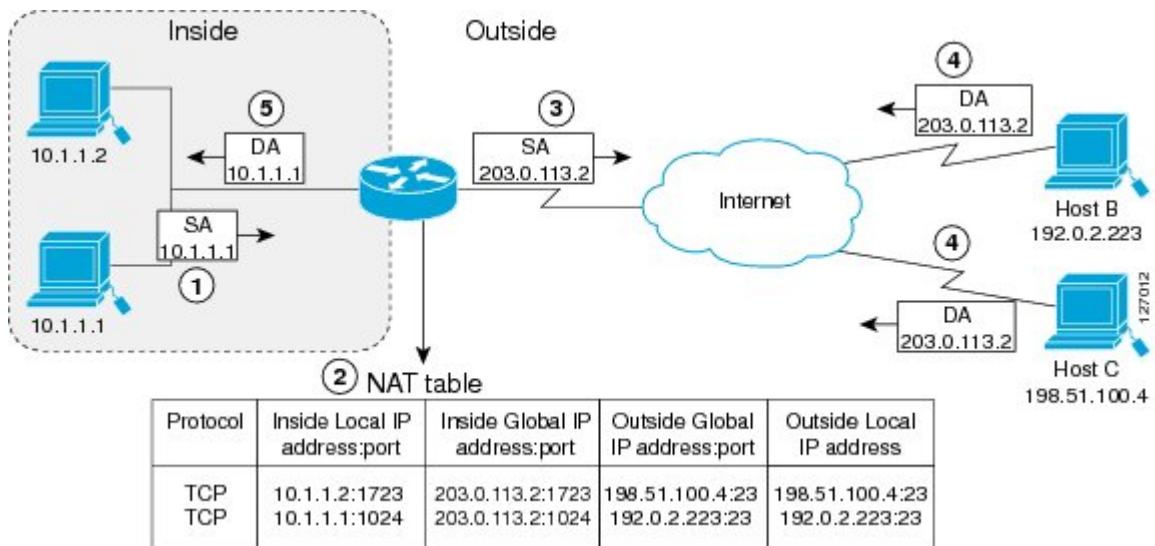 Inside
Outside
10.1.1.2
10.1.1.1
5
DA
10.1.1.1
SA
10.1.1.1
1
3
SA
203.0.113.2
Internet
4
DA
203.0.113.2
Host B
192.0.2.223
4
DA
203.0.113.2
Host C
198.51.100.4
127012
2 NAT table
Protocol Inside Local IP address:port Inside Global IP address:port Outside Global IP address:port Outside Local IP address
TCP 10.1.1.2:1723 203.0.113.2:1723 198.51.100.4:23 198.51.100.4:23
TCP 10.1.1.1:1024 203.0.113.2:1024 192.0.2.223:23 192.0.2.223:23